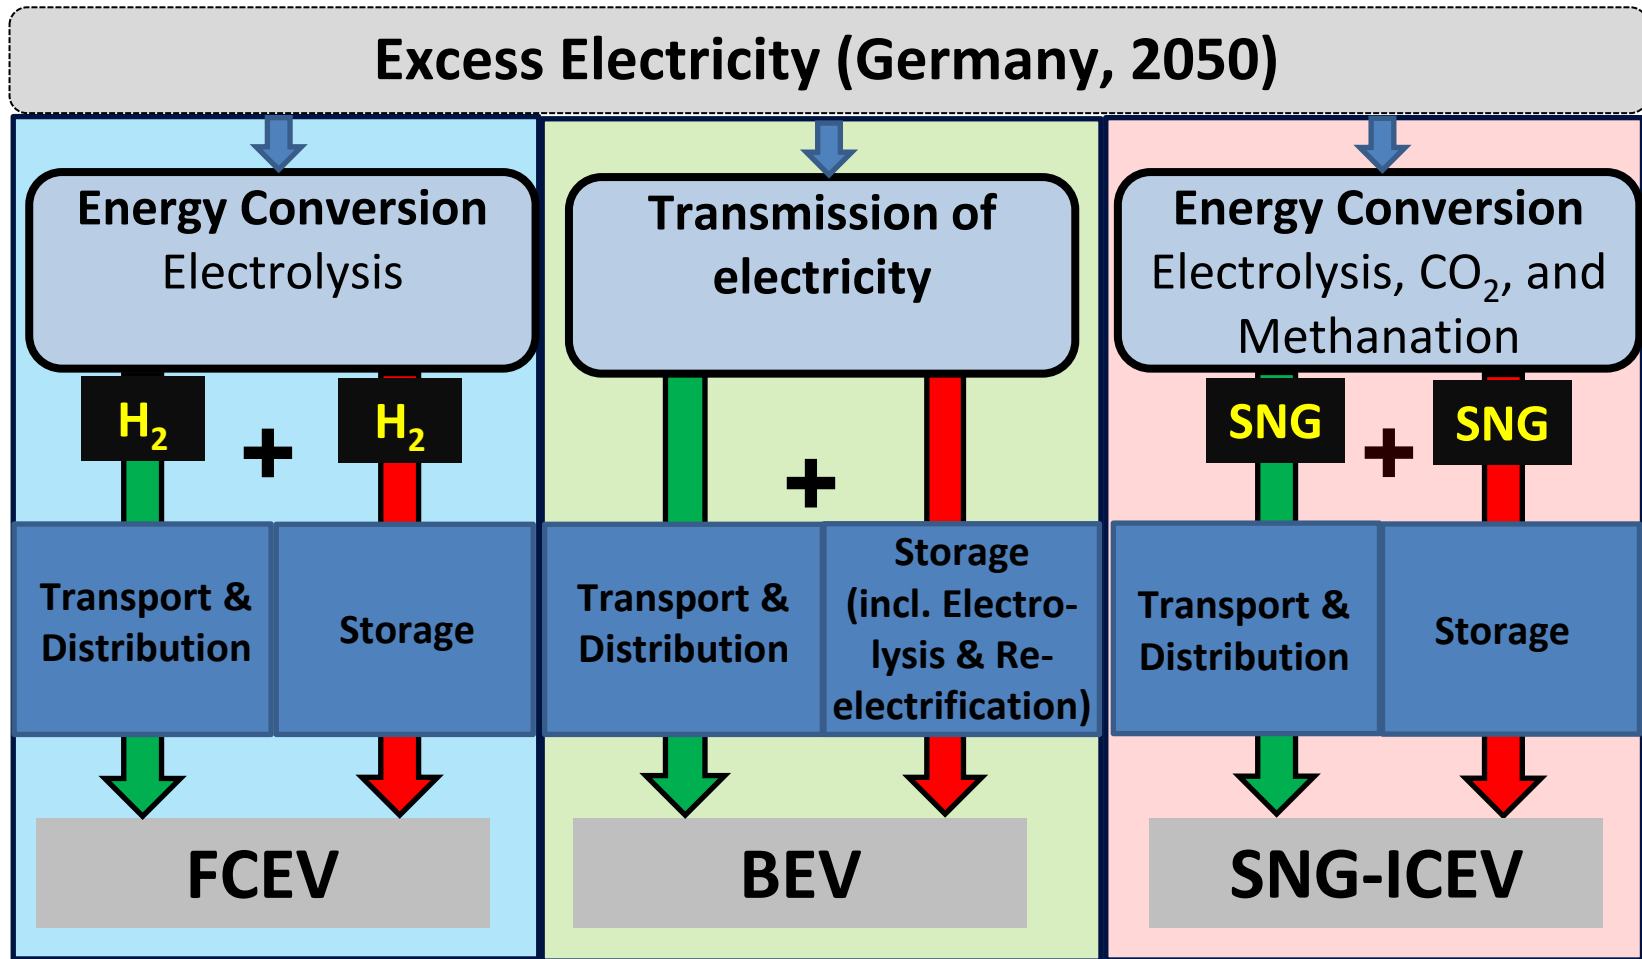 Excess Electricity (Germany, 2050)
Energy Conversion
Electrolysis
H₂
+
H₂
Transport &
Distribution
Storage
FCEV
Transmission of
electricity
+
Transport &
Distribution
Storage
(incl. Electro-
lysis & Re-
electrification)
BEV
Energy Conversion
Electrolysis, CO₂, and
Methanation
SNG
+
SNG
Transport &
Distribution
Storage
SNG-ICEV